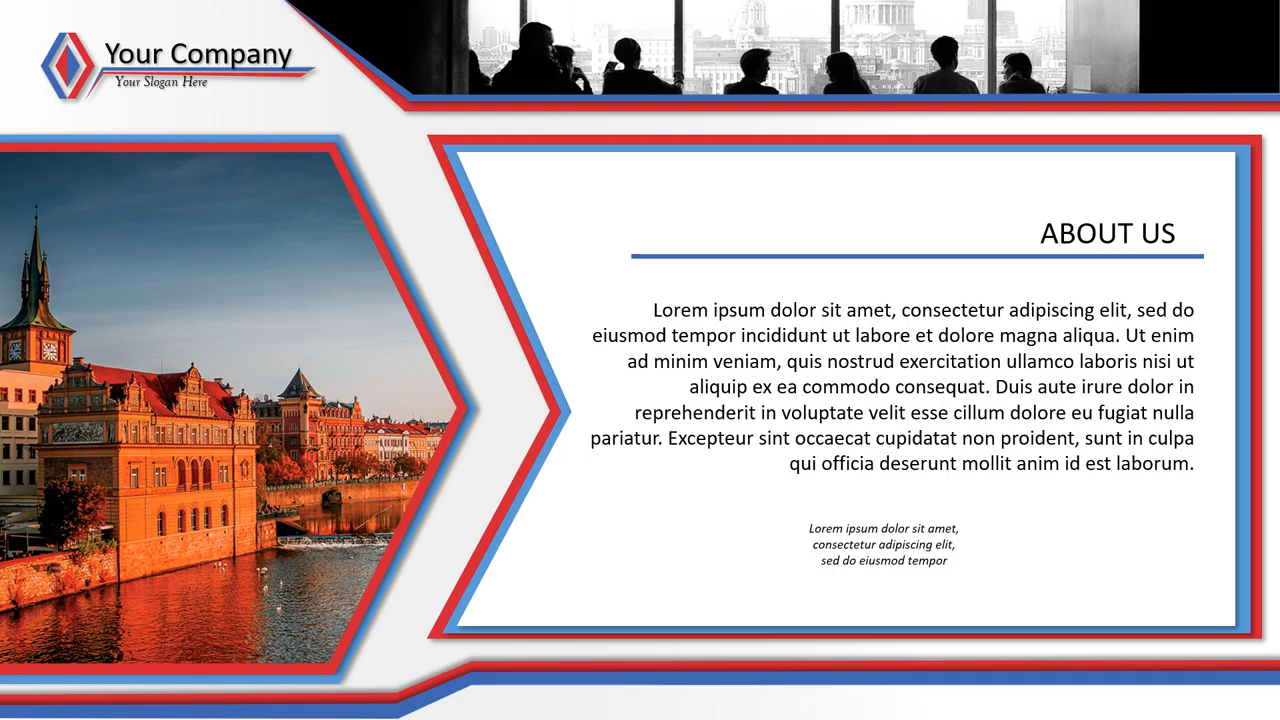 Your Company
Your Slogan Here
ABOUT US
Lorem ipsum dolor sit amet, consectetur adipiscing elit, sed do
eiusmod tempor incididunt ut labore et dolore magna aliqua. Ut enim
ad minim veniam, quis nostrud exercitation ullamco laboris nisi ut
aliquip ex ea commodo consequat. Duis aute irure dolor in
reprehenderit in voluptate velit esse cillum dolore eu fugiat nulla
pariatur. Excepteur sint occaecat cupidatat non proident, sunt in culpa
qui officia deserunt mollit anim id est laborum.
Lorem ipsum dolor sit amet,
consectetur adipiscing elit,
sed do eiusmod tempor